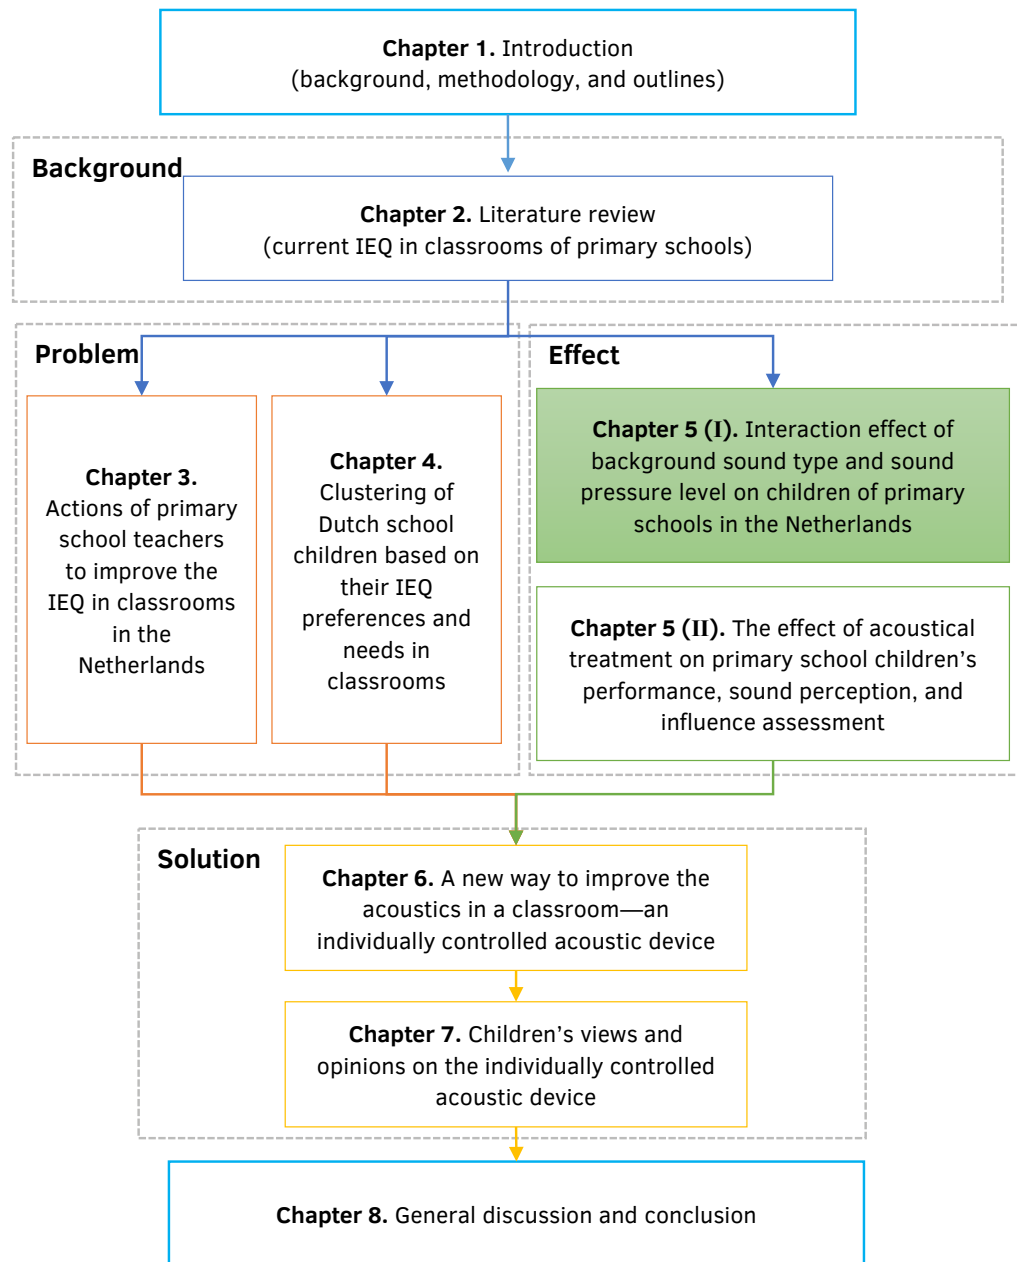 Chapter 1. Introduction
(background, methodology, and outlines)
Background
Chapter 2. Literature review
(current IEQ in classrooms of primary schools)
Problem
Chapter 3.
Actions of primary
school teachers
to improve the
IEQ in classrooms
in the
Netherlands
Chapter 4.
Clustering of
Dutch school
children based on
their IEQ
preferences and
needs in
classrooms
Effect
Chapter 5 (I). Interaction effect of
background sound type and sound
pressure level on children of primary
schools in the Netherlands
Chapter 5 (II). The effect of acoustical
treatment on primary school children’s
performance, sound perception, and
influence assessment
Solution
Chapter 6. A new way to improve the
acoustics in a classroom—an
individually controlled acoustic device
Chapter 7. Children’s views and
opinions on the individually controlled
acoustic device
Chapter 8. General discussion and conclusion